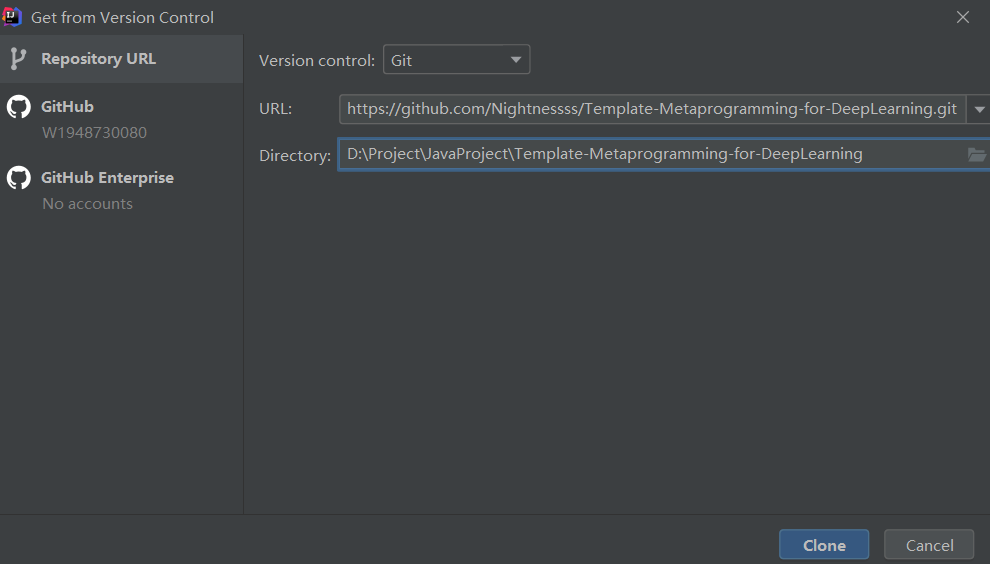 Get from Version Control
Repository URL
GitHub
W1948730080
GitHub Enterprise
No accounts
Version control: Git
URL: https://github.com/Nightnessss/Template-Metaprogramming-for-DeepLearning.git
Directory: D:\Project\JavaProject\Template-Metaprogramming-for-DeepLearning
Clone Cancel